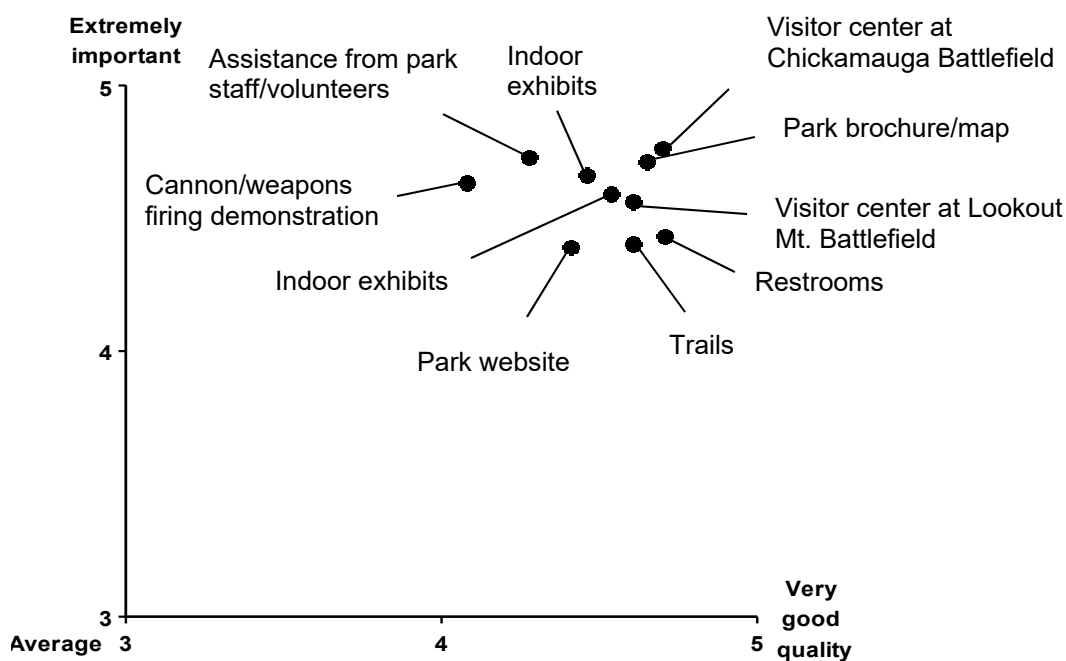 Extremely
important
5
Assistance from park
staff/volunteers
Indoor
exhibits
Visitor center at
Chickamauga Battlefield
Park brochure/map
Cannon/weapons
firing demonstration
Visitor center at Lookout
Mt. Battlefield
Indoor exhibits
Restrooms
Trails
Park website
4
3
Average 3 4 5
Very
good
quality